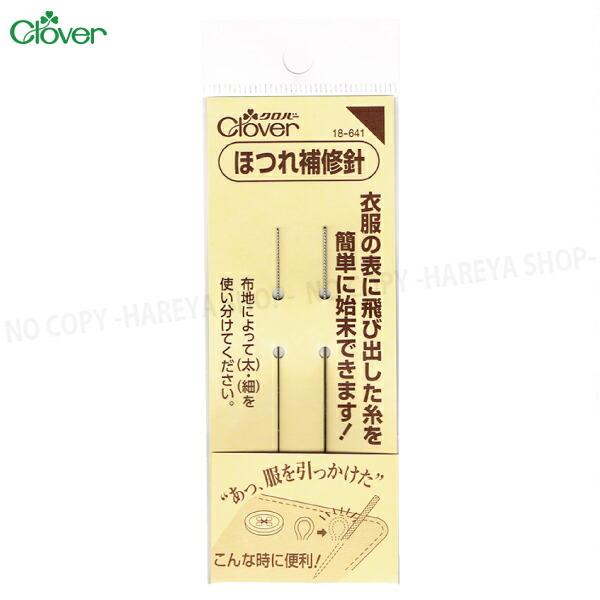 Clover
クロバー
Clover
18-641
ほつれ補修針
衣服の表に飛び出した糸を
簡単に始末できます!
布地によって(太・細)を
使い分けてください。
NO COPY -HAREYA SHOP-
NO COPY -HAREYA SHOP-
"あっ、服を引っかけた"
こんな時に便利!